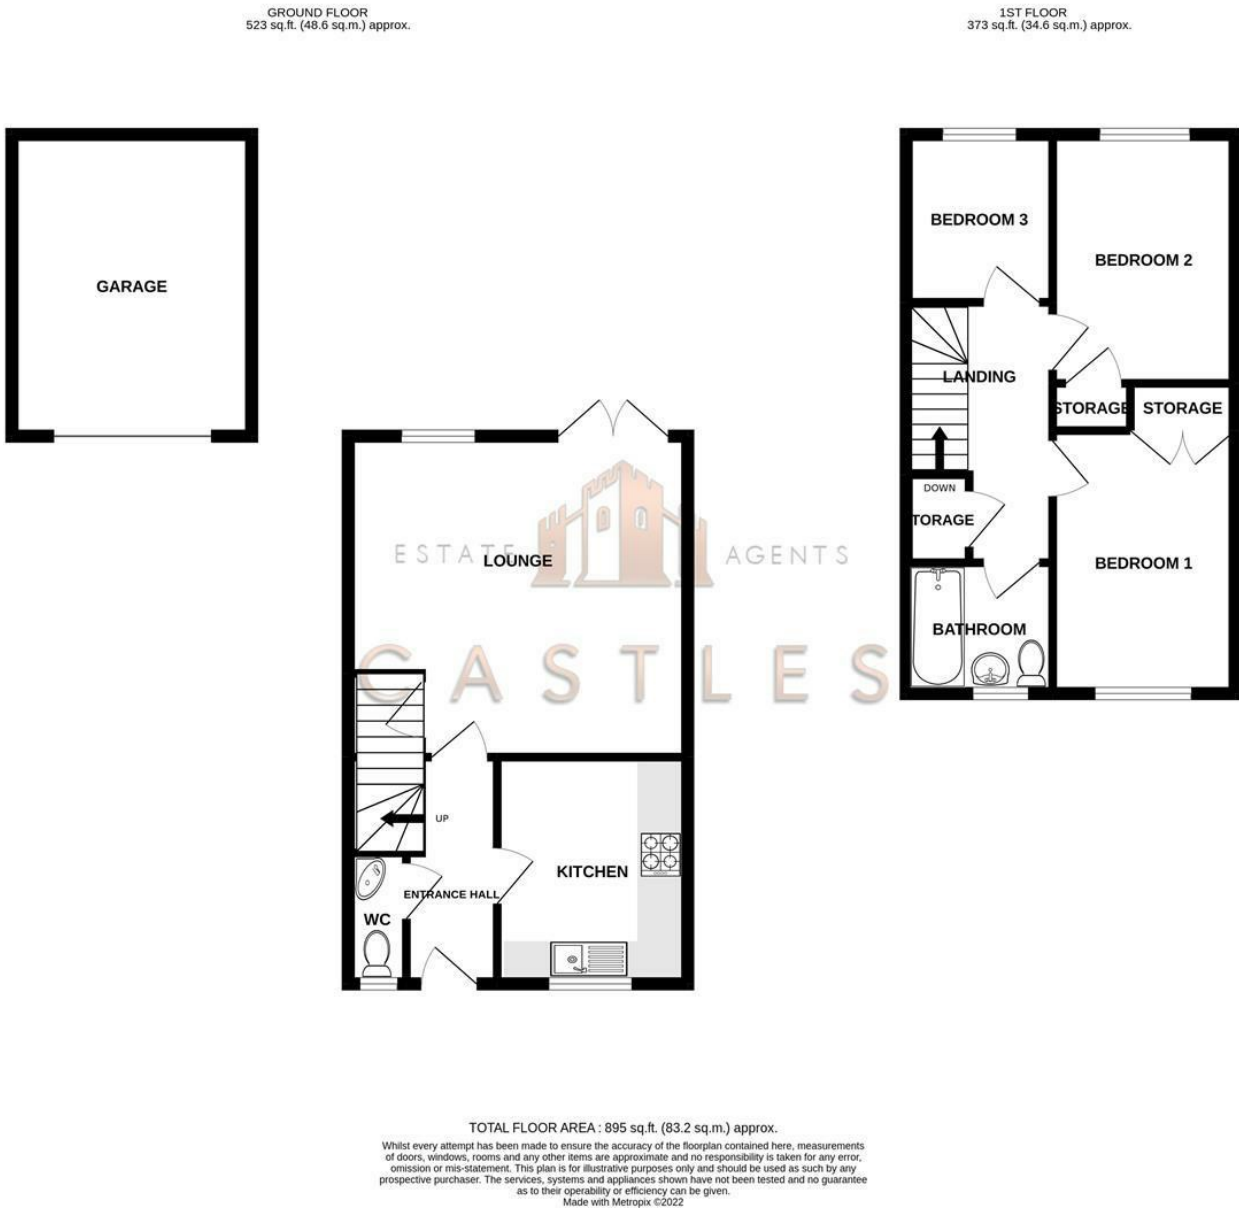 GROUND FLOOR
523 sq.ft. (48.6 sq.m.) approx.
1ST FLOOR
373 sq.ft. (34.6 sq.m.) approx.
GARAGE
BEDROOM 3
BEDROOM 2
LANDING
STORAGE
STORAGE
DOWN
TORAGE
BEDROOM 1
BATHROOM
ESTATE AGENTS
LOUNGE
CASTLES
UP
KITCHEN
ENTRANCE HALL
WC
TOTAL FLOOR AREA : 895 sq.ft. (83.2 sq.m.) approx.
Whilst every attempt has been made to ensure the accuracy of the floorplan contained here, measurements
of doors, windows, rooms and any other items are approximate and no responsibility is taken for any error,
omission or mis-statement. This plan is for illustrative purposes only and should be used as such by any
prospective purchaser. The services, systems and appliances shown have not been tested and no guarantee
as to their operability or efficiency can be given.
Made with Metropix ©2022